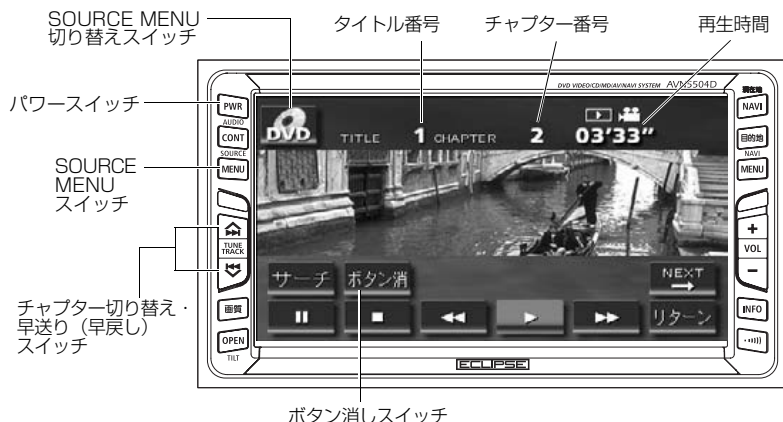 SOURCE MENU
切り替えスイッチ
タイトル番号
チャプター番号
再生時間
パワースイッチ
SOURCE
MENU
スイッチ
チャプター切り替え・
早送り(早戻し)
スイッチ
ボタン消しスイッチ
DVD VIDEO/CD/MD/AV/NAVI SYSTEM AVN5504D
PWR
AUDIO
CONT
SOURCE
MENU
TUNE
TRACK
画質
OPEN
TILT
DVD
TITLE 1 CHAPTER 2 03'33"
サーチ
ボタン消
NEXT
リターン
現在地
NAVI
目的地
NAVI
MENU
+
VOL
-
INFO
ECLIPSE